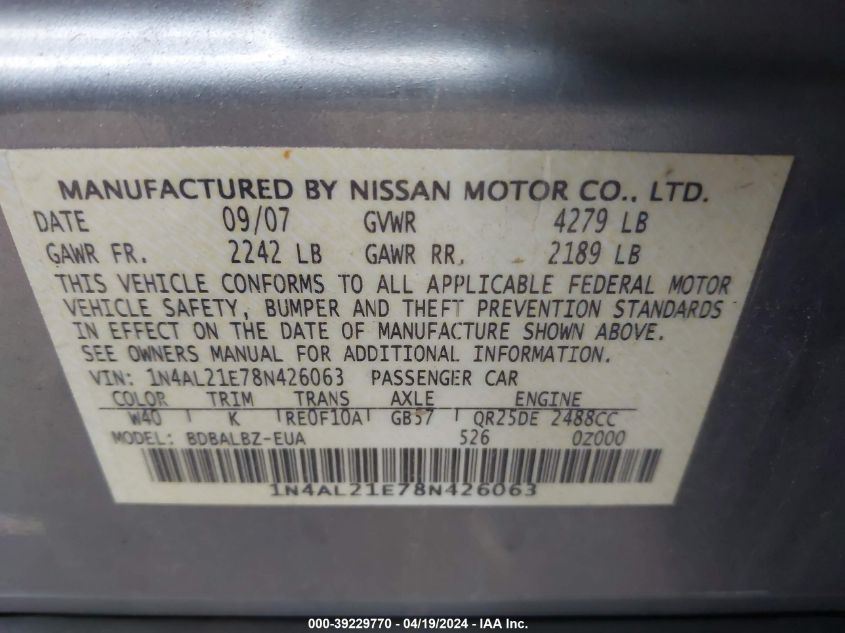 MANUFACTURED BY NISSAN MOTOR CO., LTD.
DATE 09/07 GVWR 4279 LB
GAWR FR. 2242 LB GAWR RR. 2189 LB
THIS VEHICLE CONFORMS TO ALL APPLICABLE FEDERAL MOTOR
VEHICLE SAFETY, BUMPER AND THEFT PREVENTION STANDARDS
IN EFFECT ON THE DATE OF MANUFACTURE SHOWN ABOVE.
SEE OWNERS MANUAL FOR ADDITIONAL INFORMATION.
VIN: 1N4AL21E78N426063 PASSENGER CAR
COLOR TRIM TRANS AXLE ENGINE
W40 K RE0F10A GB57 QR25DE 2488CC
MODEL: BDBALBZ-EUA 526 0Z000
1N4AL21E78N426063
000-39229770 - 04/19/2024 - IAA Inc.